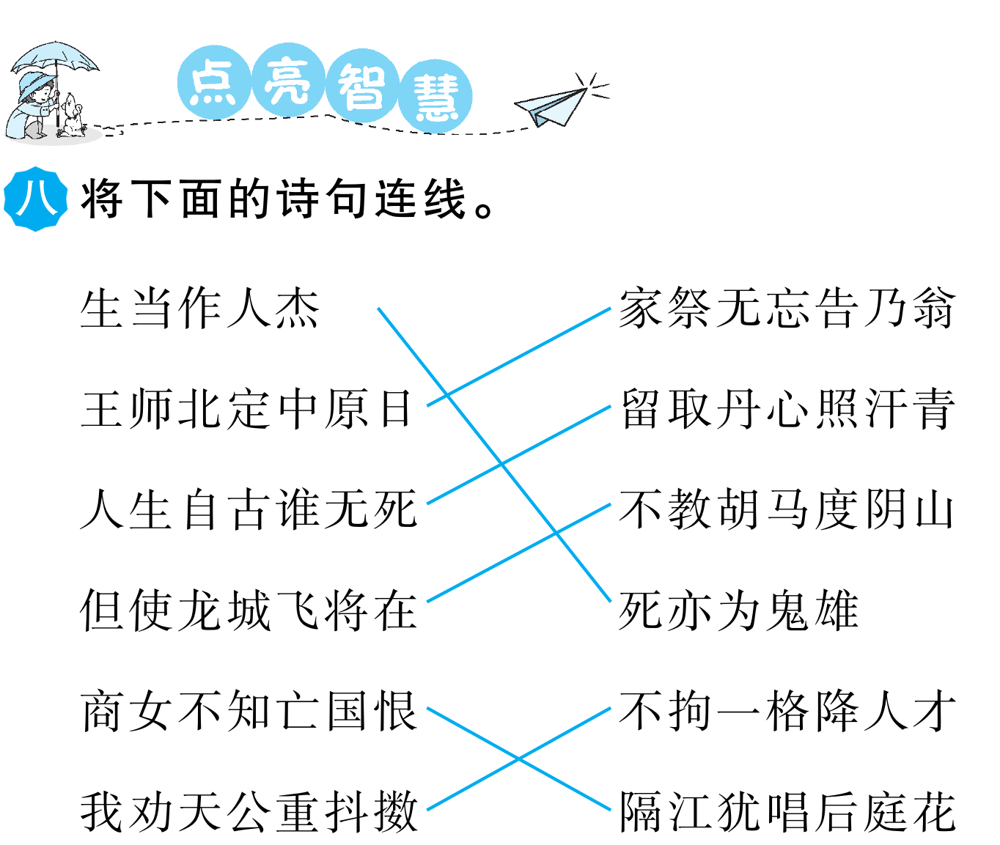 点亮智慧
八 将下面的诗句连线。
生当作人杰 家祭无忘告乃翁
王师北定中原日 留取丹心照汗青
人生自古谁无死 不教胡马度阴山
但使龙城飞将在 死亦为鬼雄
商女不知亡国恨 不拘一格降人才
我劝天公重抖擞 隔江犹唱后庭花